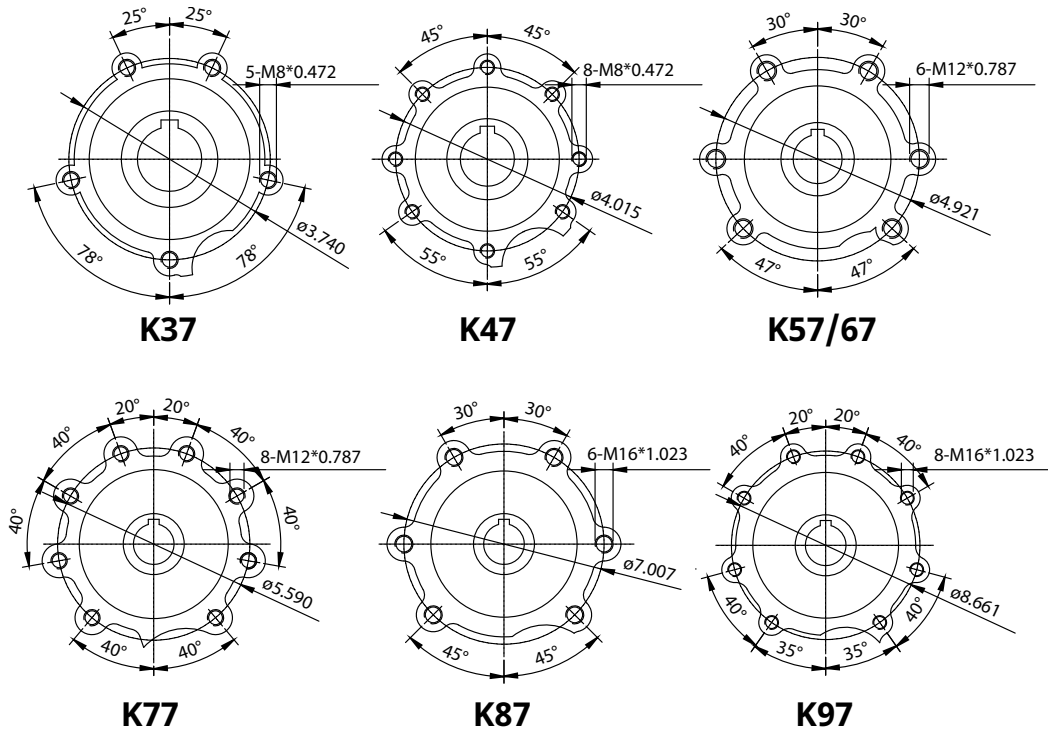 25° 25°
5-M8*0.472
ø3.740
78° 78°
K37
45° 45°
8-M8*0.472
ø4.015
55° 55°
K47
30° 30°
6-M12*0.787
ø4.921
47° 47°
K57/67
20° 20°
40° 40°
8-M12*0.787
40° 40°
ø5.590
40° 40°
K77
30° 30°
6-M16*1.023
ø7.007
45° 45°
K87
20° 20°
40° 40°
8-M16*1.023
ø8.661
40° 40°
35° 35°
K97